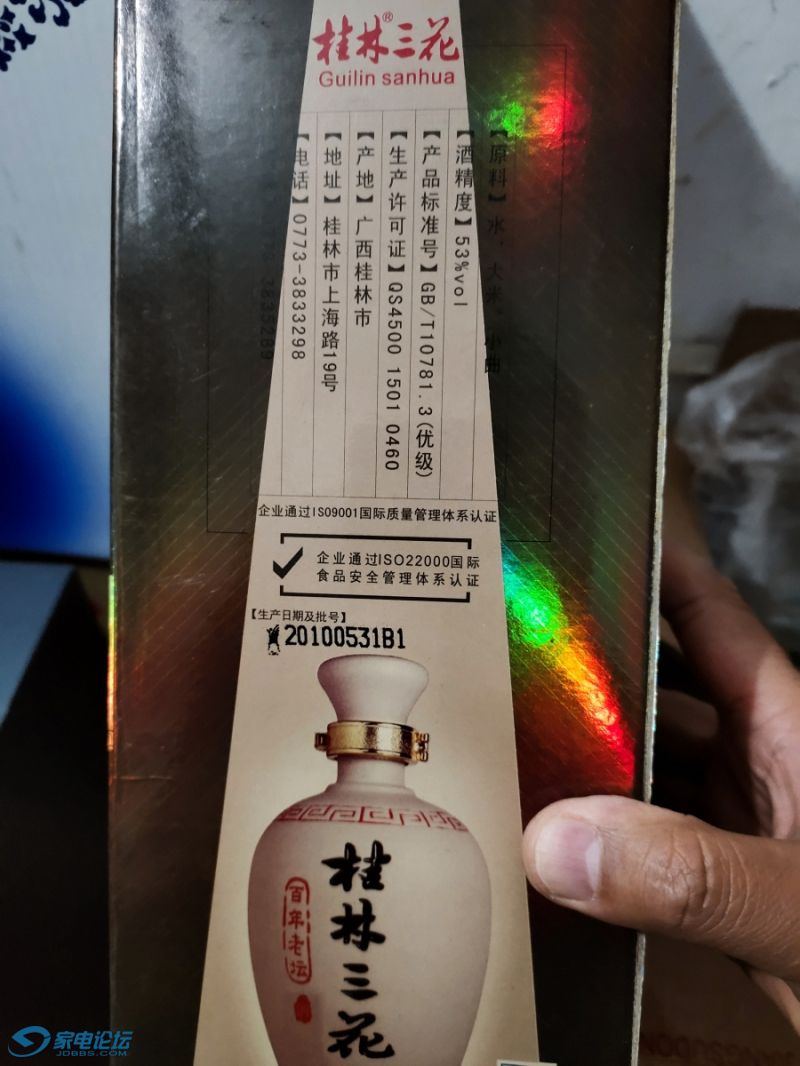 桂林三花®
Guilin sanhua
【原料】水、大米、小曲
【酒精度】53%vol
【产品标准号】GB/T10781.3(优级)
【生产许可证】QS4500 1501 0460
【产地】广西桂林市
【地址】桂林市上海路19号
【电话】0773-3833298
企业通过ISO9001国际质量管理体系认证
企业通过ISO22000国际
食品安全管理体系认证
【生产日期及批号】
20100531B1
桂林三花
百年老坛
家电论坛
JDBBS.COM